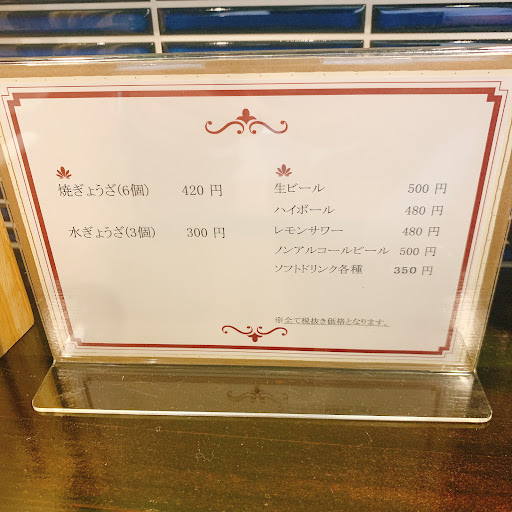 焼ぎょうざ(6個) 420 円
水ぎょうざ(3個) 300 円
生ビール 500 円
ハイボール 480 円
レモンサワー 480 円
ノンアルコールビール 500 円
ソフトドリンク各種 350 円
※全て税抜き価格となります。